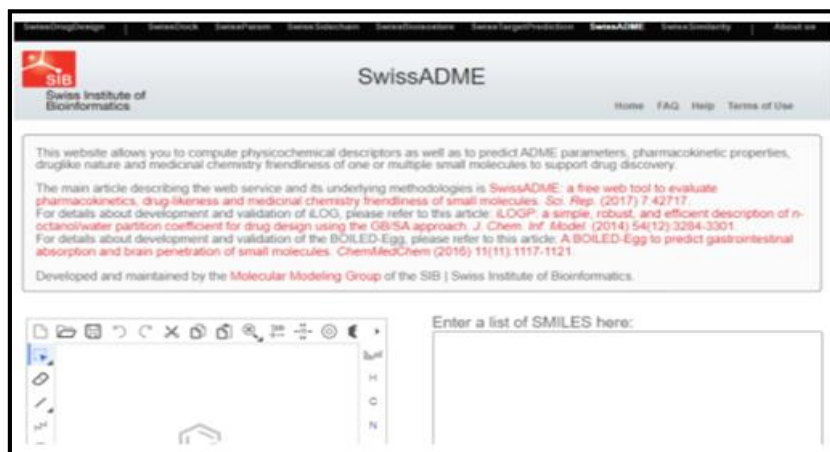 SwissDrugDesign | SwissDock SwissParam SwissSidechain SwissBioisostere SwissTargetPrediction SwissADME SwissSimilarity | About us
SIB
Swiss Institute of
Bioinformatics
SwissADME
Home FAQ Help Terms of Use
This website allows you to compute physicochemical descriptors as well as to predict ADME parameters, pharmacokinetic properties,
druglike nature and medicinal chemistry friendliness of one or multiple small molecules to support drug discovery.
The main article describing the web service and its underlying methodologies is SwissADME: a free web tool to evaluate
pharmacokinetics, drug-likeness and medicinal chemistry friendliness of small molecules. Sci. Rep. (2017) 7:42717.
For details about development and validation of iLOG, please refer to this article: iLOGP: a simple, robust, and efficient description of n-
octanol/water partition coefficient for drug design using the GB/SA approach. J. Chem. Inf. Model. (2014) 54(12):3284-3301.
For details about development and validation of the BOILED-Egg, please refer to this article: A BOILED-Egg to predict gastrointestinal
absorption and brain penetration of small molecules. ChemMedChem (2016) 11(11):1117-1121.
Developed and maintained by the Molecular Modeling Group of the SIB | Swiss Institute of Bioinformatics.
Enter a list of SMILES here:
H
C
N